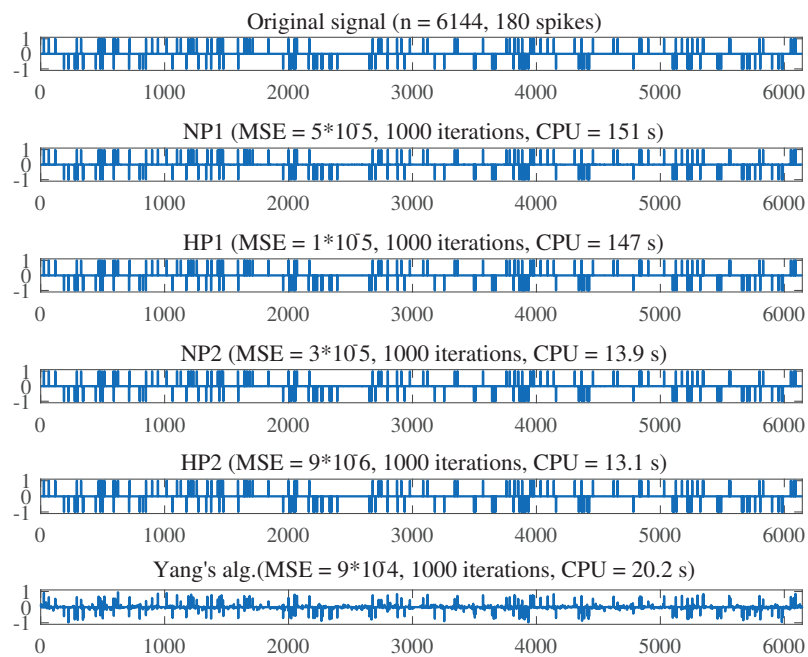 Original signal (n = 6144, 180 spikes)
1
0
-1
0 1000 2000 3000 4000 5000 6000
NP1 (MSE = 5*10-5, 1000 iterations, CPU = 151 s)
1
0
-1
0 1000 2000 3000 4000 5000 6000
HP1 (MSE = 1*10-5, 1000 iterations, CPU = 147 s)
1
0
-1
0 1000 2000 3000 4000 5000 6000
NP2 (MSE = 3*10-5, 1000 iterations, CPU = 13.9 s)
1
0
-1
0 1000 2000 3000 4000 5000 6000
HP2 (MSE = 9*10-6, 1000 iterations, CPU = 13.1 s)
1
0
-1
0 1000 2000 3000 4000 5000 6000
Yang's alg.(MSE = 9*10-4, 1000 iterations, CPU = 20.2 s)
1
0
-1
0 1000 2000 3000 4000 5000 6000